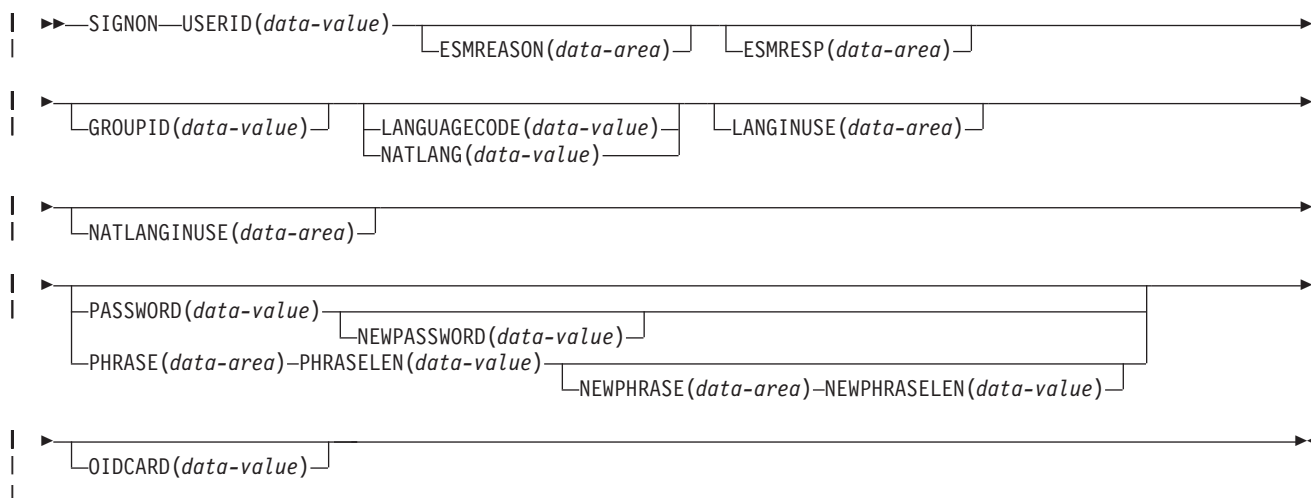 SIGNON USERID(data-value)
ESMREASON(data-area) ESMRESP(data-area)
GROUPID(data-value) LANGUAGECODE(data-value) LANGINUSE(data-area)
NATLANG(data-value)
NATLANGINUSE(data-area)
PASSWORD(data-value)
NEWPASSWORD(data-value)
PHRASE(data-area) PHRASELEN(data-value)
NEWPHRASE(data-area) NEWPHRASELEN(data-value)
OIDCARD(data-value)